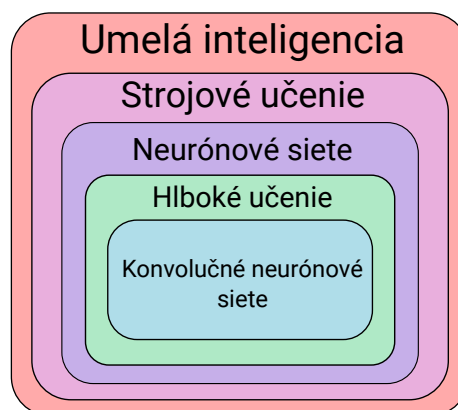 Umelá inteligencia
Strojové učenie
Neurónové siete
Hlboké učenie
Konvolučné neurónové
siete